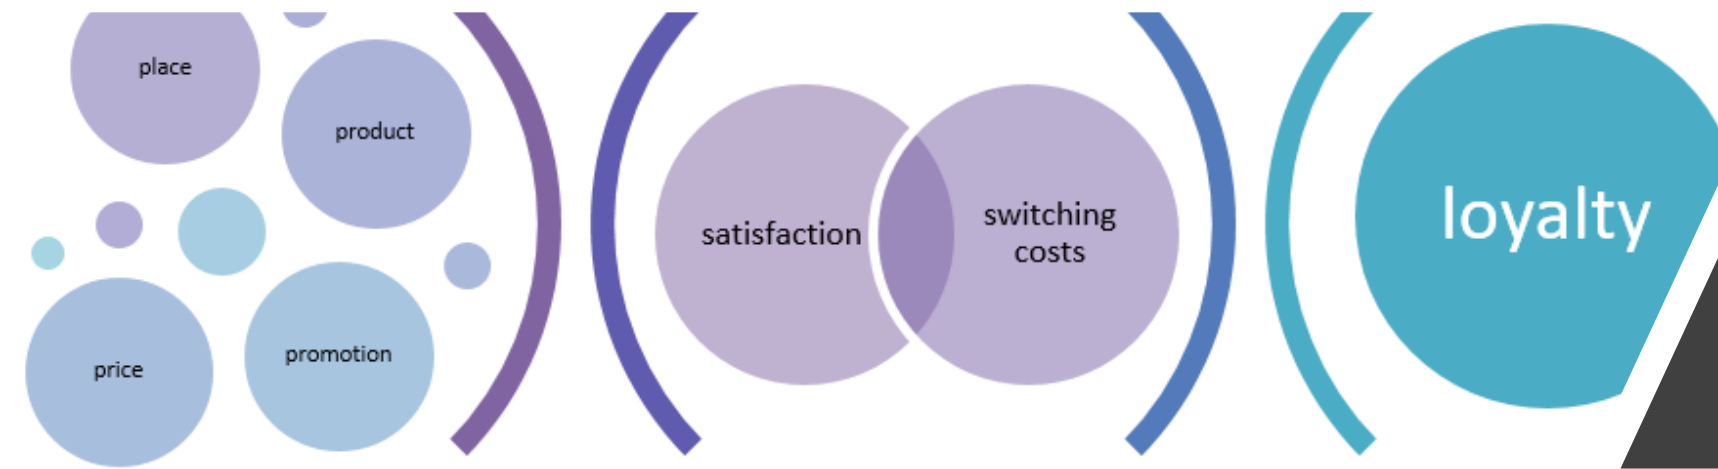 place
product
price
promotion
satisfaction
switching
costs
loyalty